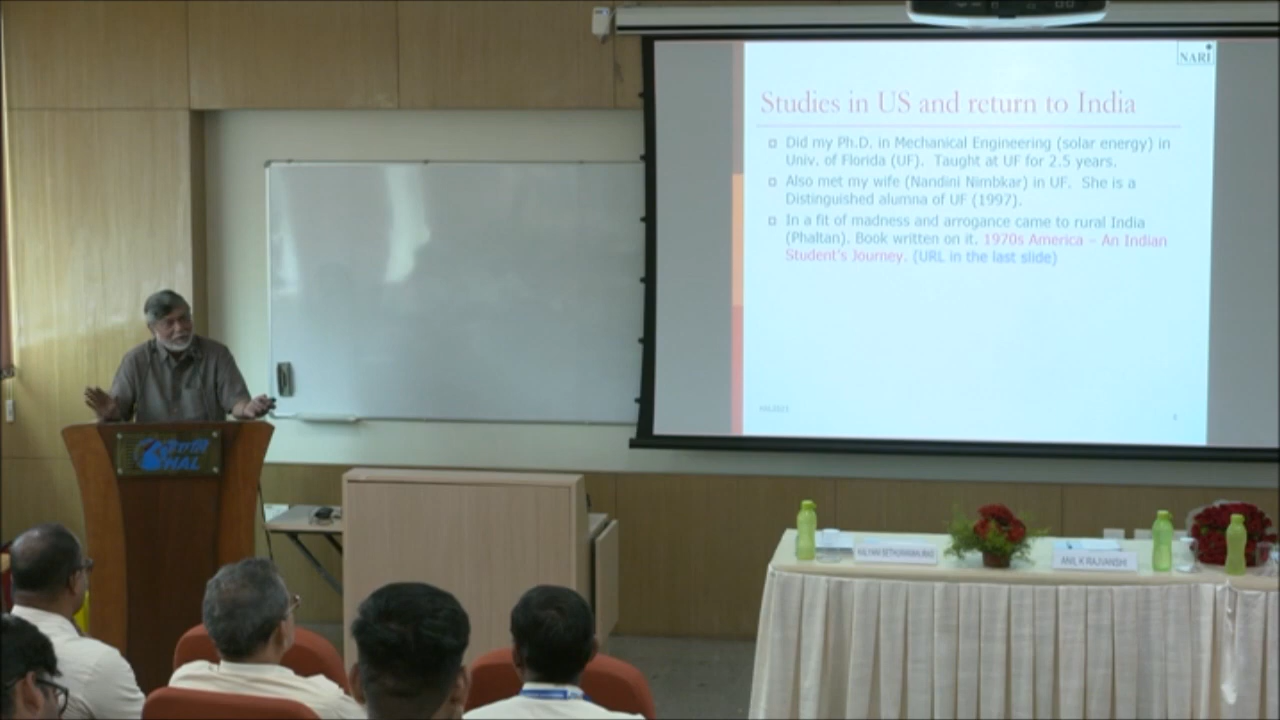 NARI
Studies in US and return to India
Did my Ph.D. in Mechanical Engineering (solar energy) in
Univ. of Florida (UF). Taught at UF for 2.5 years.
Also met my wife (Nandini Nimbkar) in UF. She is a
Distinguished alumna of UF (1997).
In a fit of madness and arrogance came to rural India
(Phaltan). Book written on it. 1970s America – An Indian
Student's Journey. (URL in the last slide)
NAL
ANIL K RAJVANSHI